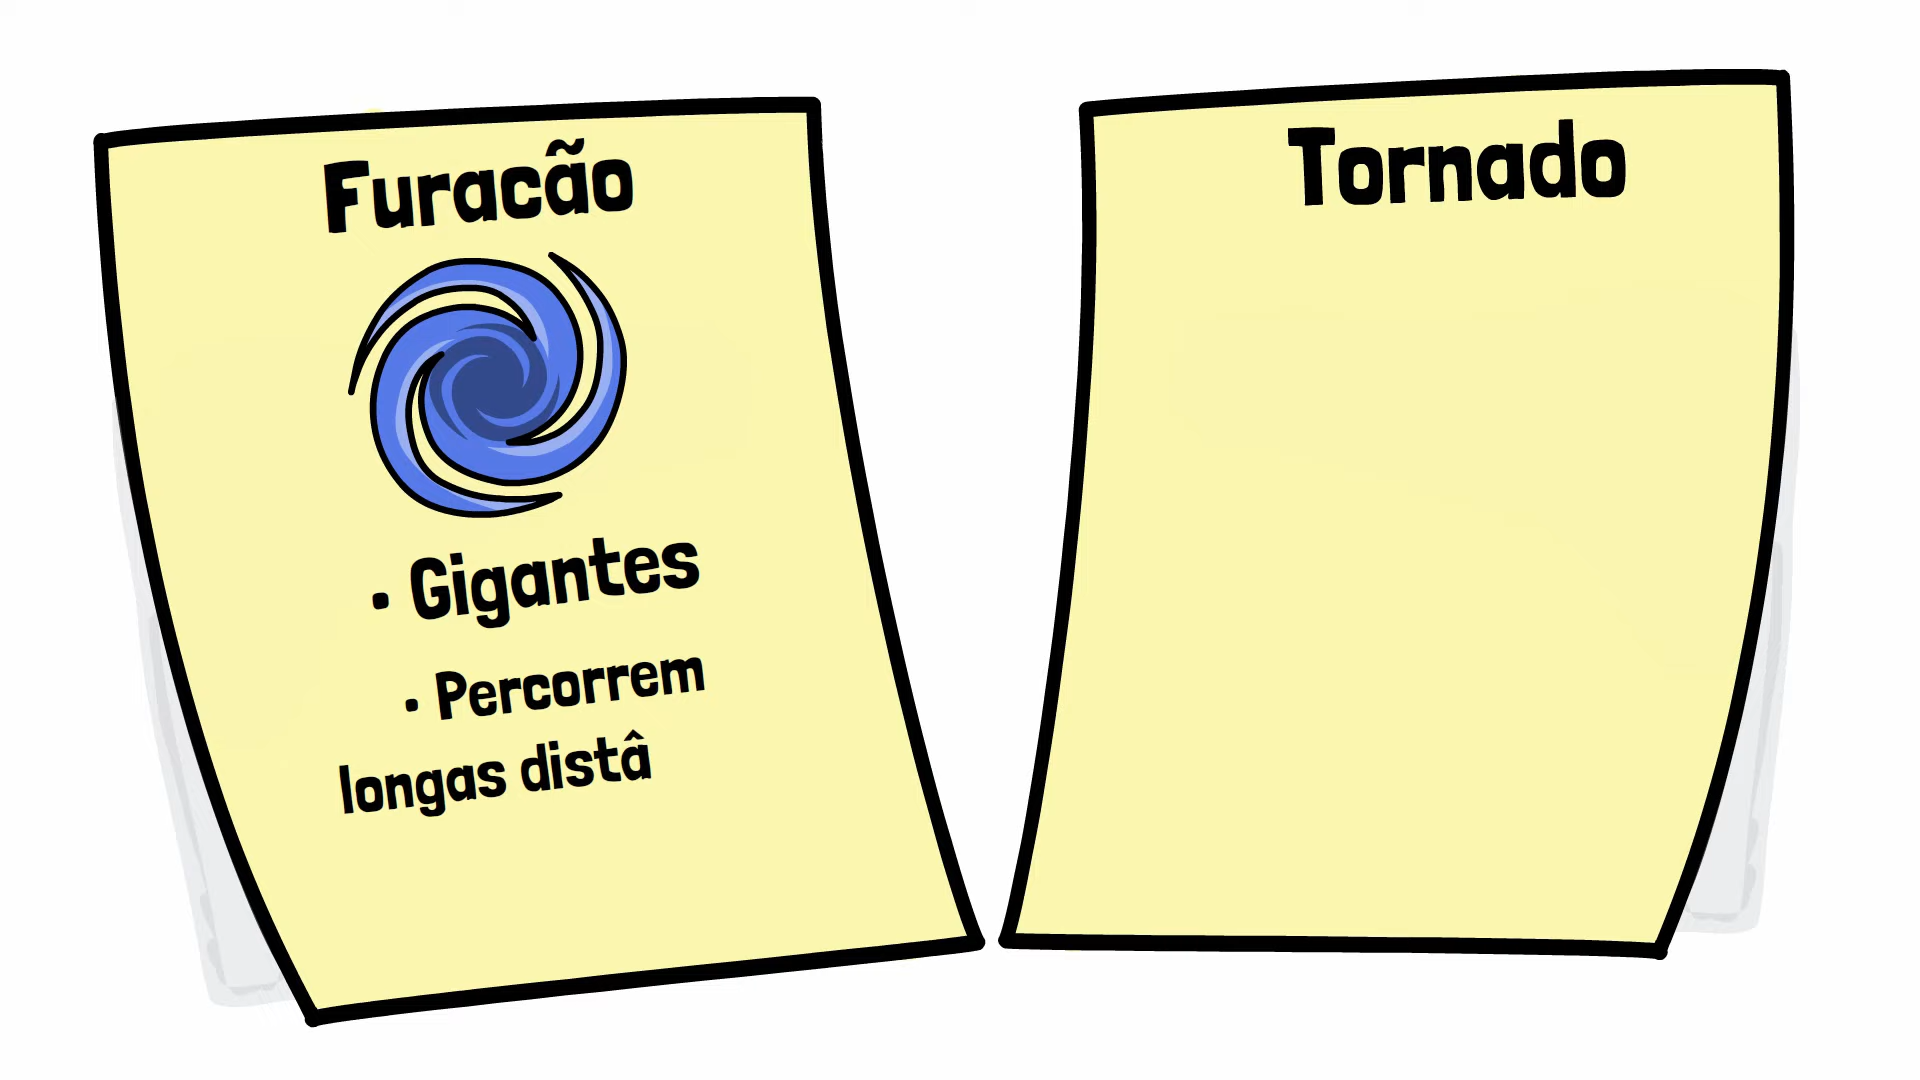 Furacão
• Gigantes
• Percorrem
longas distâ
Tornado